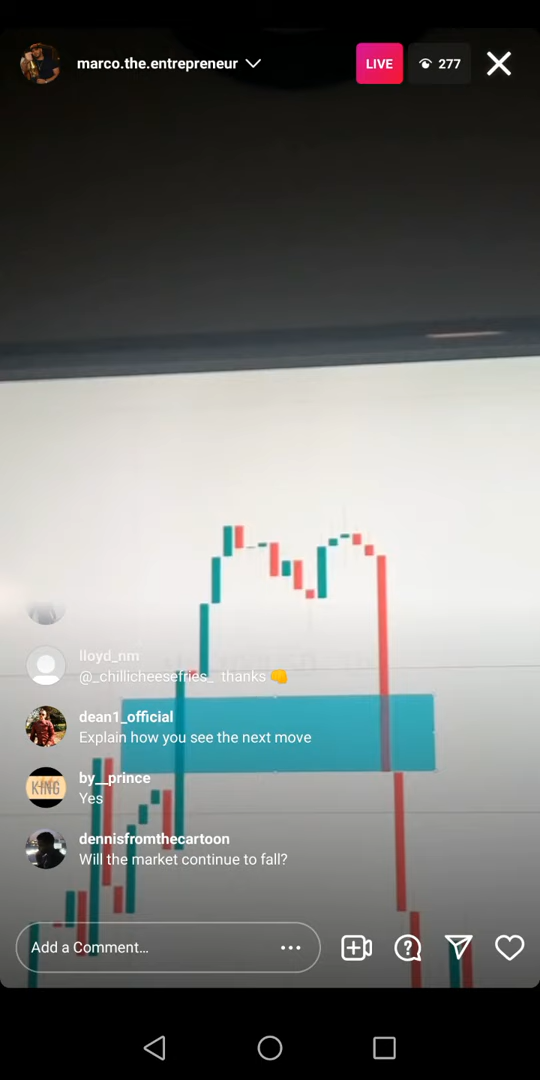 marco.the.entrepreneur
LIVE
277
lloyd_nm
@_chillicheesefries_ thanks 👊
dean1_official
Explain how you see the next move
KING
by__prince
Yes
dennisfromthecartoon
Will the market continue to fall?
Add a Comment...